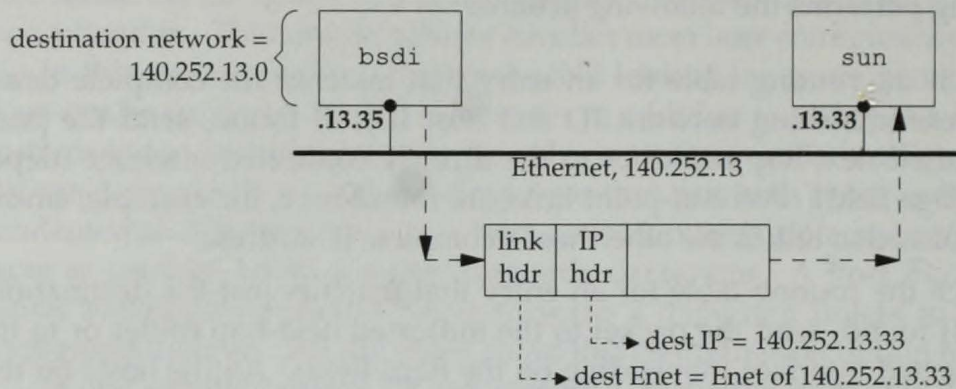 destination network =
140.252.13.0
bsdi
sun
.13.35
.13.33
Ethernet, 140.252.13
link
hdr
IP
hdr
dest IP = 140.252.13.33
dest Enet = Enet of 140.252.13.33